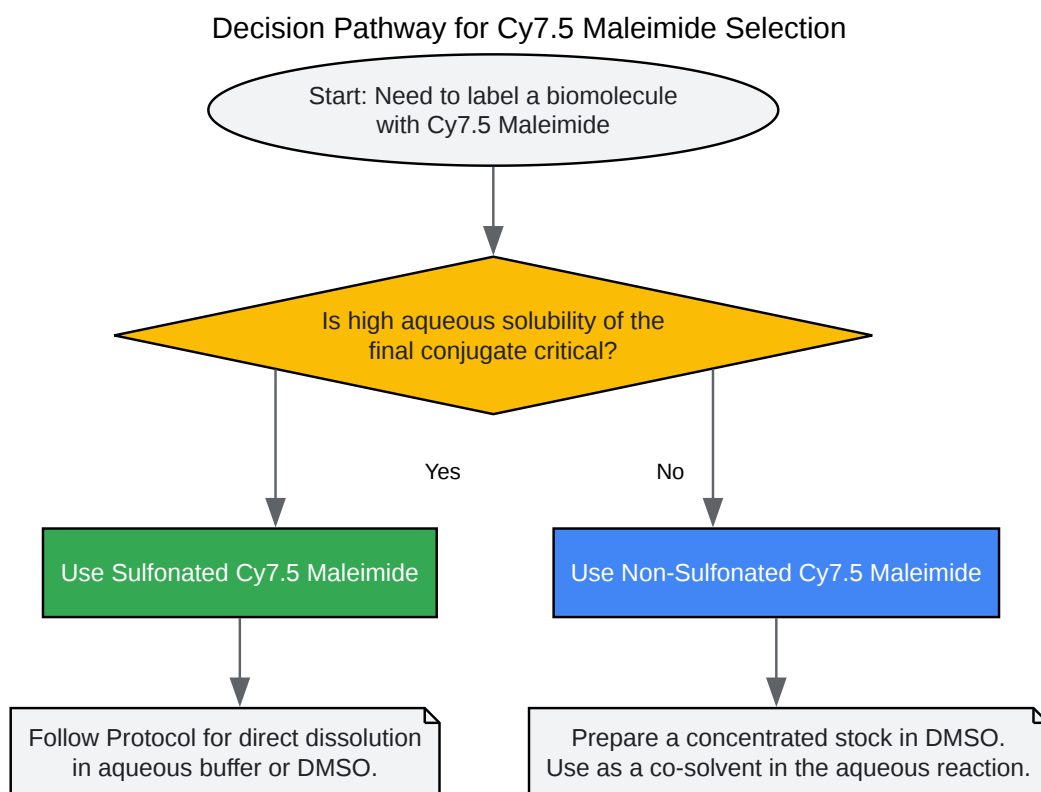 Decision Pathway for Cy7.5 Maleimide Selection
Start: Need to label a biomolecule
with Cy7.5 Maleimide
Is high aqueous solubility of the
final conjugate critical?
Yes
No
Use Sulfonated Cy7.5 Maleimide
Use Non-Sulfonated Cy7.5 Maleimide
Follow Protocol for direct dissolution
in aqueous buffer or DMSO.
Prepare a concentrated stock in DMSO.
Use as a co-solvent in the aqueous reaction.